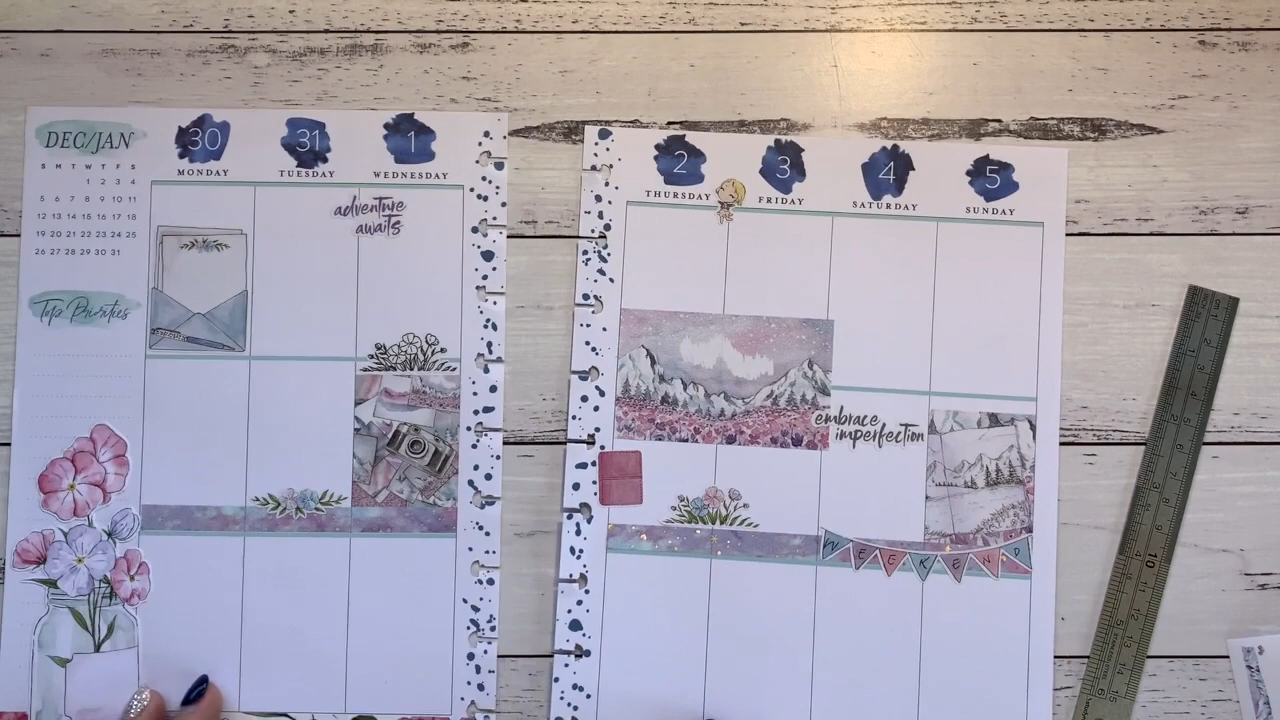 DEC/JAN
S M T W T F S
1 2 3 4
5 6 7 8 9 10 11
12 13 14 15 16 17 18
19 20 21 22 23 24 25
26 27 28 29 30 31
Top Priorities
30
MONDAY
31
TUESDAY
1
WEDNESDAY
adventure
awaits
2
THURSDAY
3
FRIDAY
4
SATURDAY
5
SUNDAY
embrace
imperfection
WEEKEND